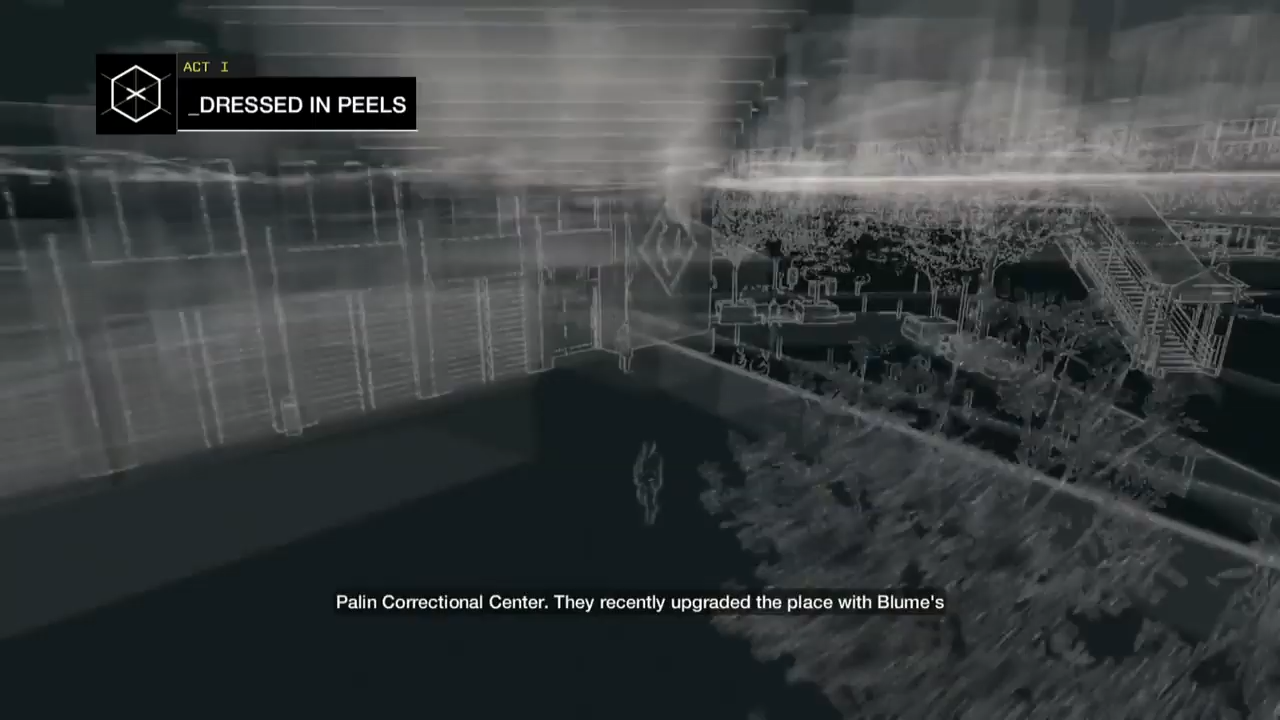 ACT I
_DRESSED IN PEELS
Palin Correctional Center. They recently upgraded the place with Blume's